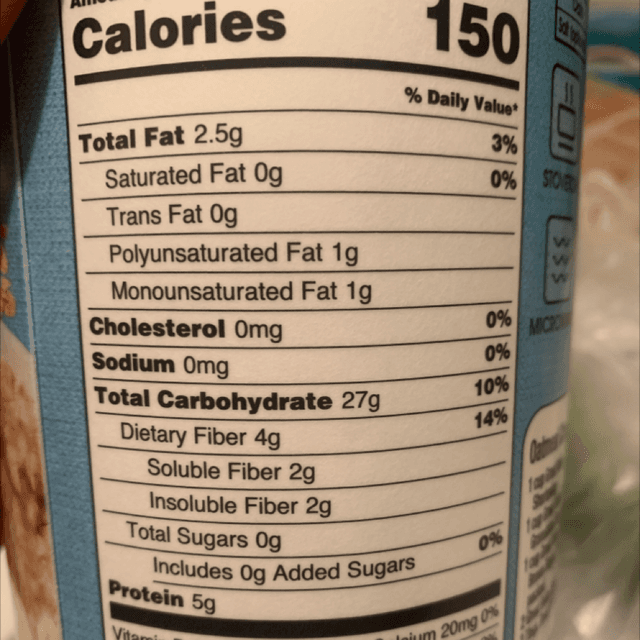 Calories 150
% Daily Value*
Total Fat 2.5g 3%
Saturated Fat 0g 0%
Trans Fat 0g
Polyunsaturated Fat 1g
Monounsaturated Fat 1g
Cholesterol 0mg 0%
Sodium 0mg 0%
Total Carbohydrate 27g 10%
Dietary Fiber 4g 14%
Soluble Fiber 2g
Insoluble Fiber 2g
Total Sugars 0g
Includes 0g Added Sugars 0%
Protein 5g
20mg 0%